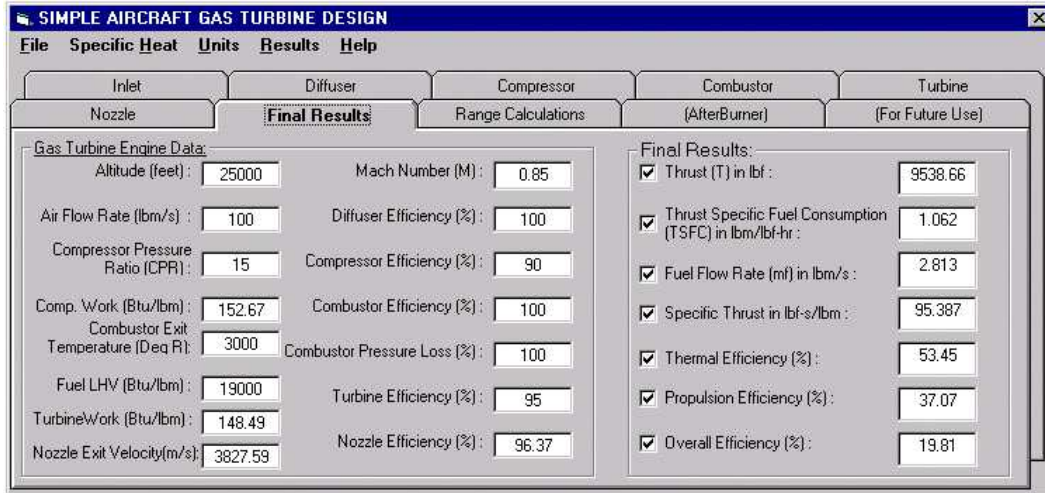 SIMPLE AIRCRAFT GAS TURBINE DESIGN
File Specific Heat Units Results Help
Inlet Diffuser Compressor Combustor Turbine
Nozzle Final Results Range Calculations (AfterBurner) (For Future Use)
Gas Turbine Engine Data:
Altitude (feet) : 25000
Air Flow Rate (lbm/s) : 100
Compressor Pressure
Ratio (CPR) : 15
Comp. Work (Btu/lbm) : 152.67
Combustor Exit
Temperature (Deg R): 3000
Fuel LHV (Btu/lbm) : 19000
TurbineWork (Btu/lbm) : 148.49
Nozzle Exit Velocity(m/s): 3827.59
Mach Number (M) : 0.85
Diffuser Efficiency (%) : 100
Compressor Efficiency (%) : 90
Combustor Efficiency (%) : 100
Combustor Pressure Loss (%) : 100
Turbine Efficiency (%) : 95
Nozzle Efficiency (%) : 96.37
Final Results:
Thrust (T) in lbf : 9538.66
Thrust Specific Fuel Consumption
(TSFC) in lbm/lbf-hr : 1.062
Fuel Flow Rate (mf) in lbm/s : 2.813
Specific Thrust in lbf-s/lbm : 95.387
Thermal Efficiency (%) : 53.45
Propulsion Efficiency (%) : 37.07
Overall Efficiency (%) : 19.81